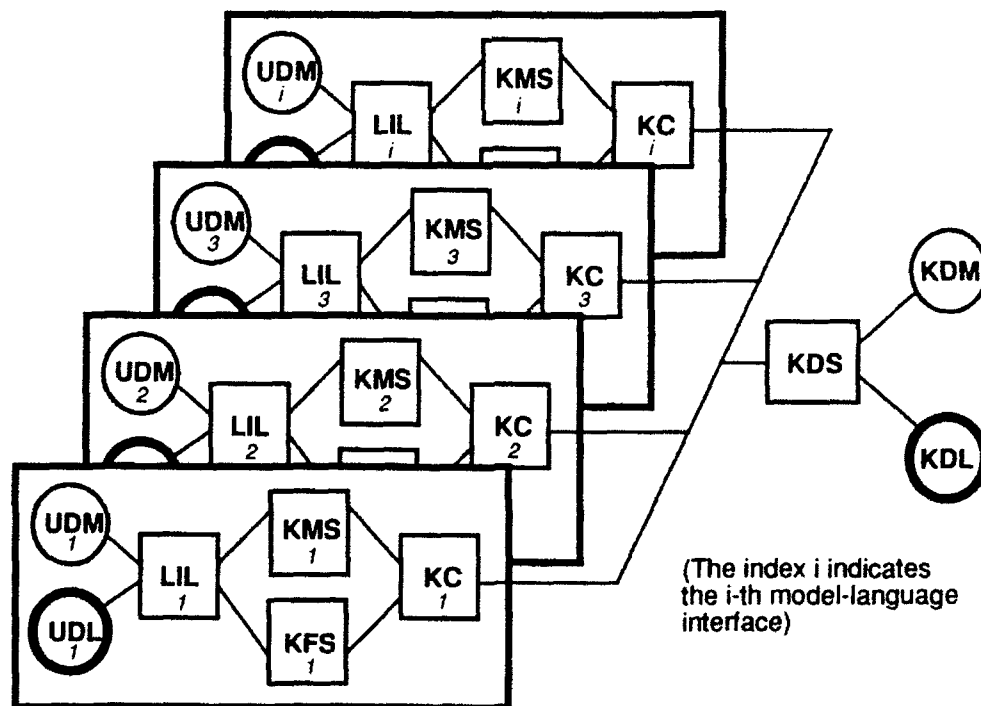 UDM
i
LIL
i
KMS
i
KC
i
UDM
3
LIL
3
KMS
3
KC
3
UDM
2
LIL
2
KMS
2
KC
2
UDM
1
UDL
1
LIL
1
KMS
1
KFS
1
KC
1
KDS
KDM
KDL
(The index i indicates
the i-th model-language
interface)